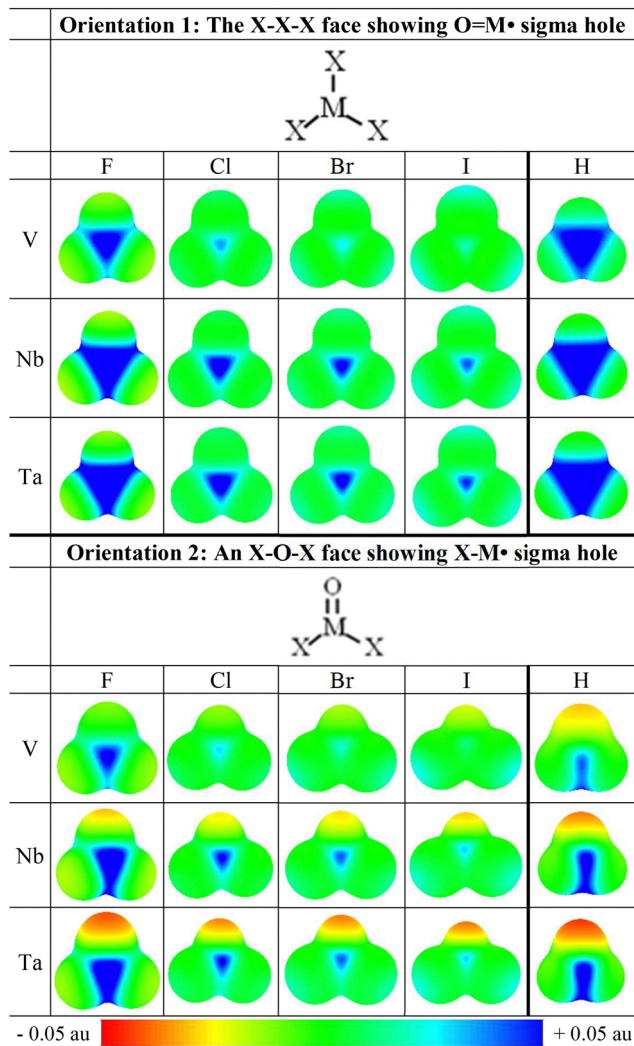 Orientation 1: The X-X-X face showing O=M• sigma hole
X
M
X X
F Cl Br I H
V
Nb
Ta
Orientation 2: An X-O-X face showing X-M• sigma hole
O
M
X X
F Cl Br I H
V
Nb
Ta
- 0.05 au + 0.05 au